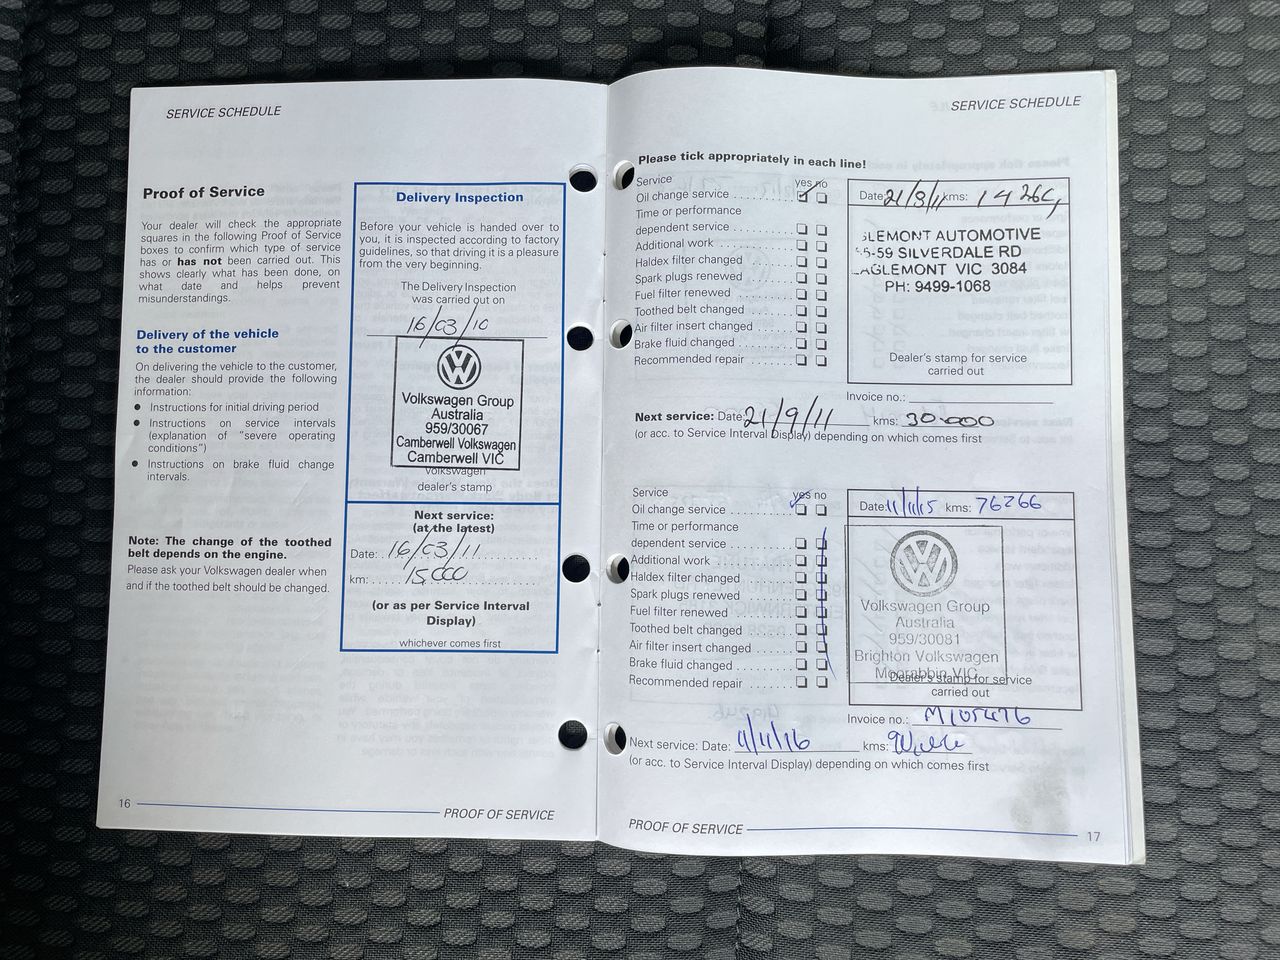 SERVICE SCHEDULE
Proof of Service
Your dealer will check the appropriate
squares in the following Proof of Service
boxes to confirm which type of service
has or has not been carried out. This
shows clearly what has been done, on
what date and helps prevent
misunderstandings.
Delivery of the vehicle
to the customer
On delivering the vehicle to the customer,
the dealer should provide the following
information:
● Instructions for initial driving period
● Instructions on service intervals
(explanation of "severe operating
conditions")
● Instructions on brake fluid change
intervals.
Note: The change of the toothed
belt depends on the engine.
Please ask your Volkswagen dealer when
and if the toothed belt should be changed.
Delivery Inspection
Before your vehicle is handed over to
you, it is inspected according to factory
guidelines, so that driving it is a pleasure
from the very beginning.
The Delivery Inspection
was carried out on
16/03/10
Volkswagen Group
Australia
959/30067
Camberwell Volkswagen
Camberwell VIC
Volkswagen
dealer's stamp
Next service:
(at the latest)
Date: 16/03/11
km: 15000
(or as per Service Interval
Display)
whichever comes first
16
PROOF OF SERVICE
SERVICE SCHEDULE
Please tick appropriately in each line!
Service yes no
Oil change service
Time or performance
dependent service
Additional work
Haldex filter changed
Spark plugs renewed
Fuel filter renewed
Toothed belt changed
Air filter insert changed
Brake fluid changed
Recommended repair
Date: kms:
LEMONT AUTOMOTIVE
-59 SILVERDALE RD
AGLEMONT VIC 3084
PH: 9499-1068
Dealer's stamp for service
carried out
Invoice no.:
Next service: Date: 21/9/11 kms: 30.000
(or acc. to Service Interval Display) depending on which comes first
Service yes no
Oil change service
Time or performance
dependent service
Additional work
Haldex filter changed
Spark plugs renewed
Fuel filter renewed
Toothed belt changed
Air filter insert changed
Brake fluid changed
Recommended repair
Date: 11/11/15 kms: 76266
Volkswagen Group
Australia
959/30081
Brighton Volkswagen
Moorabbin VIC
Dealer's stamp for service
carried out
Invoice no.: M105476
Next service: Date: 11/11/16 kms:
(or acc. to Service Interval Display) depending on which comes first
PROOF OF SERVICE
17